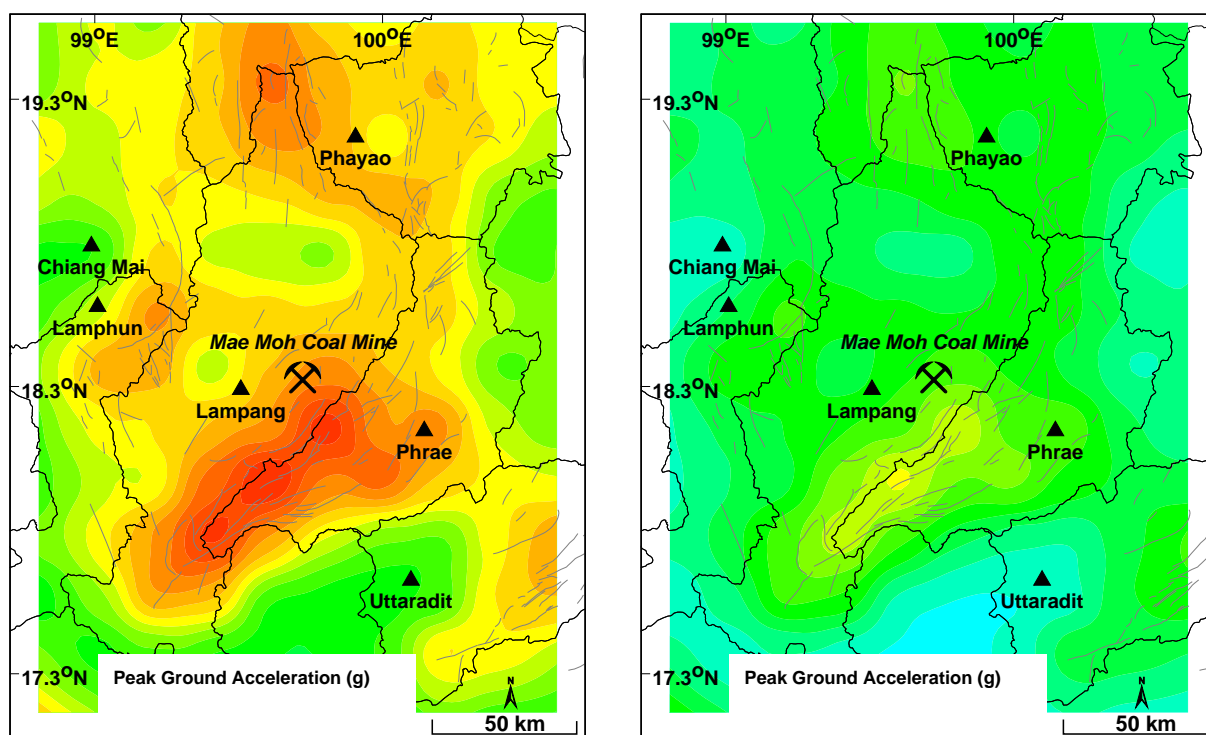 99°E
100°E
19.3°N
Phayao
Chiang Mai
Lamphun
Mae Moh Coal Mine
18.3°N
Lampang
Phrae
Uttaradit
17.3°N
Peak Ground Acceleration (g)
N
50 km
99°E
100°E
19.3°N
Phayao
Chiang Mai
Lamphun
Mae Moh Coal Mine
18.3°N
Lampang
Phrae
Uttaradit
17.3°N
Peak Ground Acceleration (g)
N
50 km